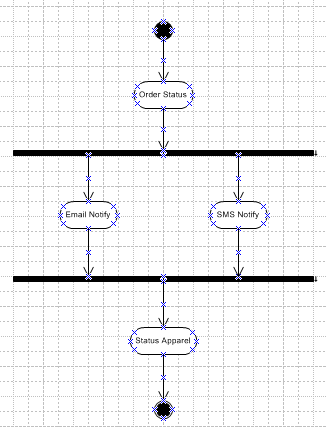 Order Status
Email Notify
SMS Notify
Status Apparel